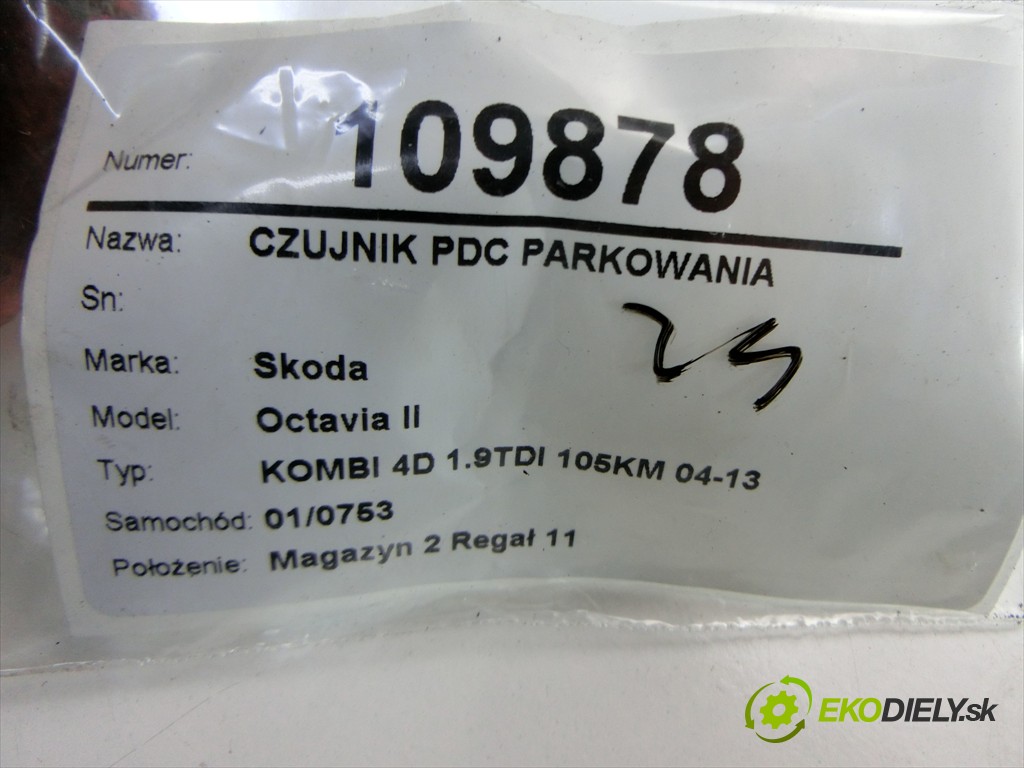 Numer: 109878
Nazwa: CZUJNIK PDC PARKOWANIA
Sn:
Marka: Skoda
Model: Octavia II
Typ: KOMBI 4D 1.9TDI 105KM 04-13
Samochód: 01/0753
Położenie: Magazyn 2 Regał 11
EKODIELY.sk